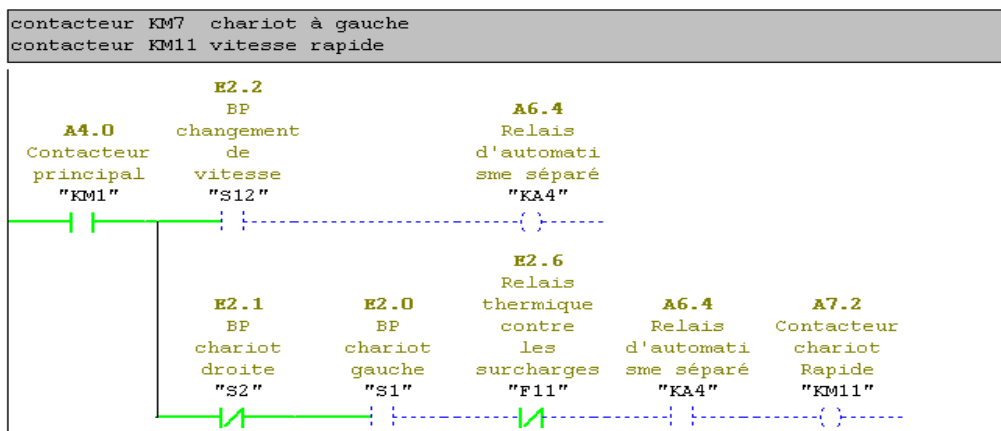 contacteur KM7  chariot à gauche
contacteur KM11 vitesse rapide
A4.0
Contacteur
principal
"KM1"
E2.2
BP
changement
de
vitesse
"S12"
A6.4
Relais
d'automati
sme séparé
"KA4"
E2.1
BP
chariot
droite
"S2"
E2.0
BP
chariot
gauche
"S1"
E2.6
Relais
thermique
contre
les
surcharges
"F11"
A6.4
Relais
d'automati
sme séparé
"KA4"
A7.2
Contacteur
chariot
Rapide
"KM11"